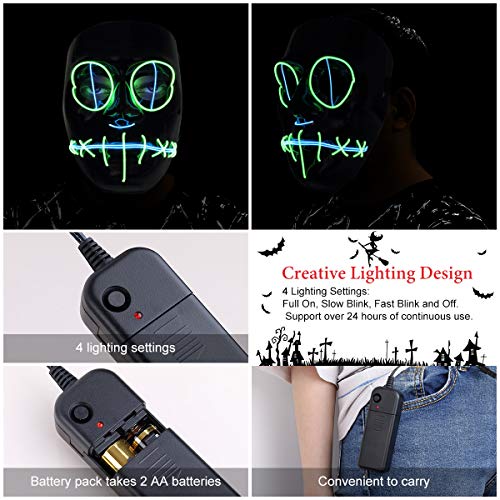 4 lighting settings
Creative Lighting Design
4 Lighting Settings:
Full On, Slow Blink, Fast Blink and Off.
Support over 24 hours of continuous use.
Battery pack takes 2 AA batteries
Convenient to carry